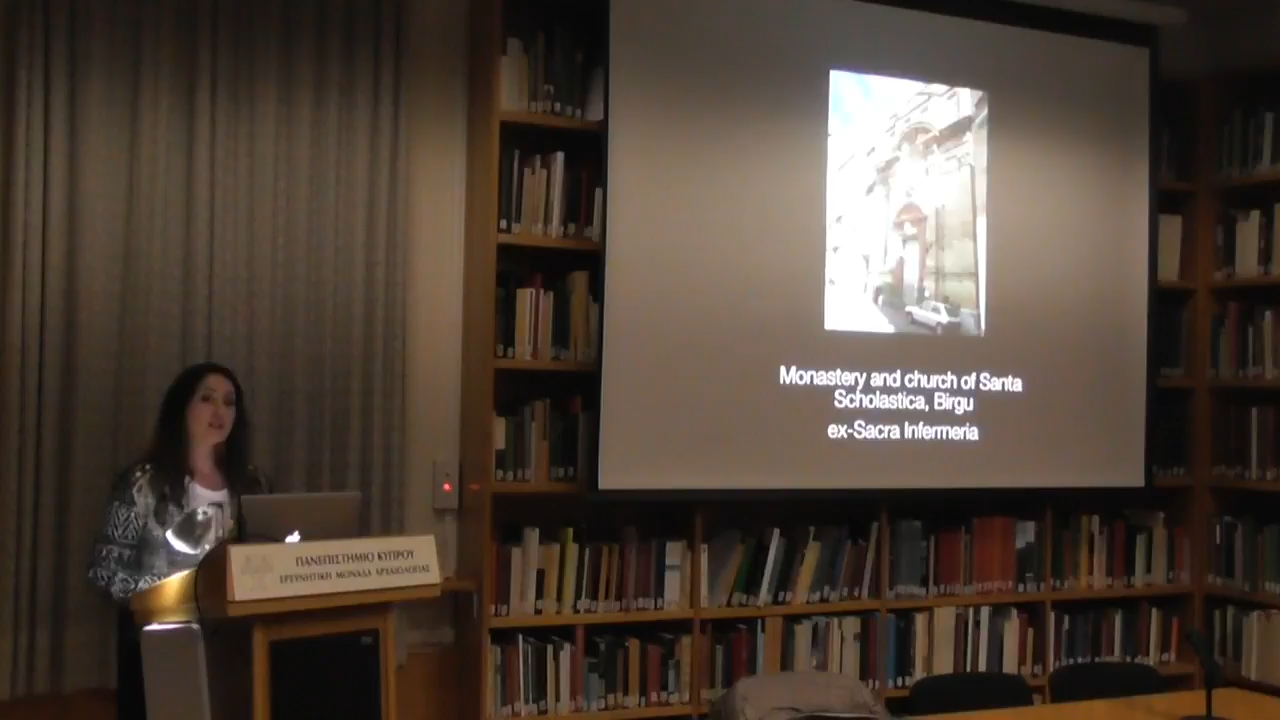 Monastery and church of Santa
Scholastica, Birgu
ex-Sacra Infermeria
ΠΑΝΕΠΙΣΤΗΜΙΟ ΚΥΠΡΟΥ
ΕΡΕΥΝΗΤΙΚΗ ΜΟΝΑΔΑ ΑΡΧΑΙΟΛΟΓΙΑΣ